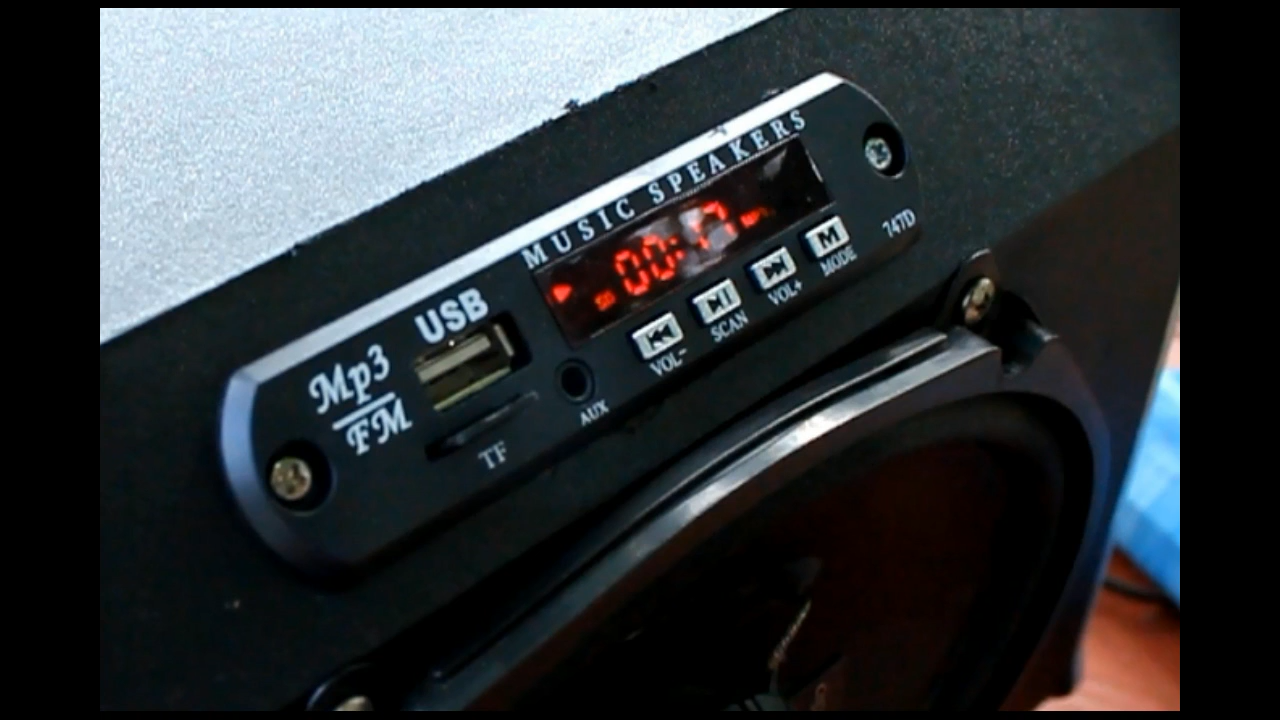 MUSIC SPEAKERS
00:17
747D
USB
Mp3
FM
TF
AUX
VOL-
SCAN
VOL+
M
MODE